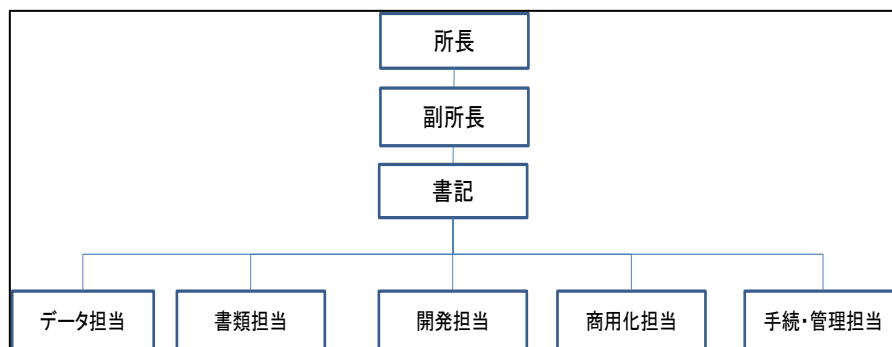 所長
副所長
書記
データ担当
書類担当
開発担当
商用化担当
手続・管理担当